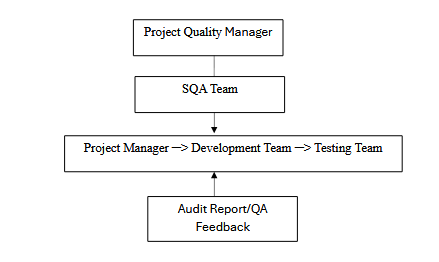 Project Quality Manager
SQA Team
Project Manager —> Development Team —> Testing Team
Audit Report/QA
Feedback